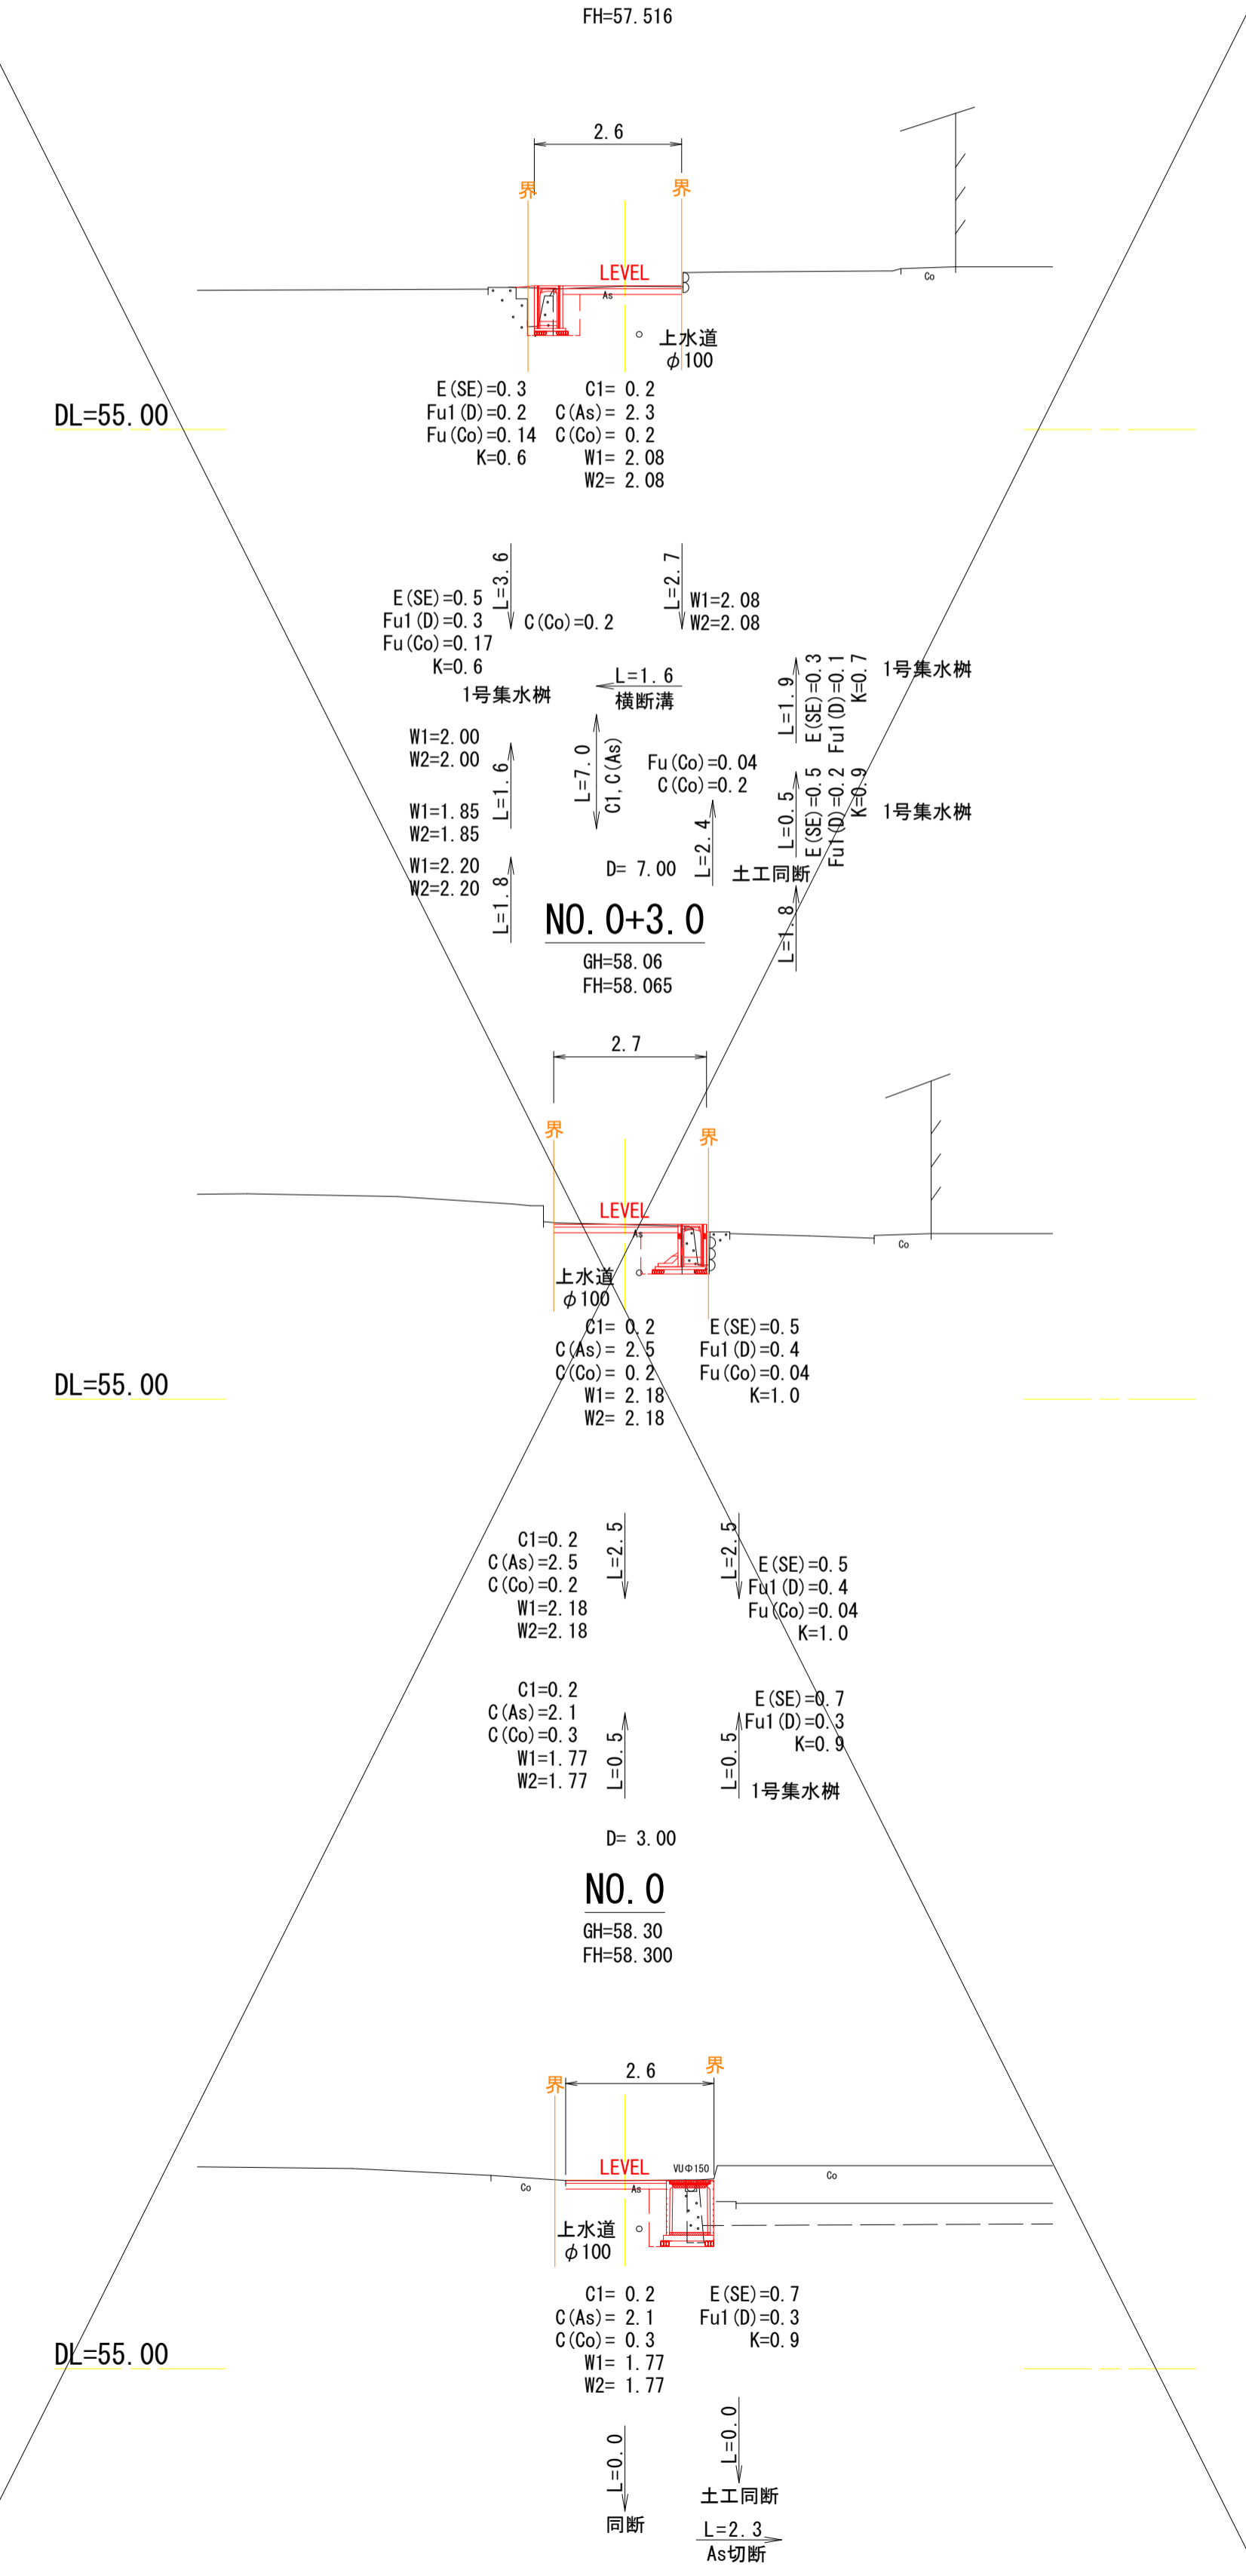 FH=57.516
2.6
界
界
LEVEL
As
Co
上水道
φ100
DL=55.00
E(SE)=0.3
Fu1(D)=0.2
Fu(Co)=0.14
K=0.6
C1= 0.2
C(As)= 2.3
C(Co)= 0.2
W1= 2.08
W2= 2.08
L=3.6
E(SE)=0.5
Fu1(D)=0.3
Fu(Co)=0.17
K=0.6
C(Co)=0.2
L=2.7
W1=2.08
W2=2.08
1号集水桝
L=1.6
横断溝
L=1.9
E(SE)=0.3
Fu1(D)=0.1
K=0.7
1号集水桝
W1=2.00
W2=2.00
L=1.6
W1=1.85
W2=1.85
L=7.0
C1,C(As)
Fu(Co)=0.04
C(Co)=0.2
L=2.4
L=0.5
E(SE)=0.5
Fu1(D)=0.2
K=0.9
1号集水桝
W1=2.20
W2=2.20
L=1.8
D= 7.00
土工同断
L=1.8
NO.0+3.0
GH=58.06
FH=58.065
2.7
界
界
LEVEL
As
Co
上水道
φ100
DL=55.00
C1= 0.2
C(As)= 2.5
C(Co)= 0.2
W1= 2.18
W2= 2.18
E(SE)=0.5
Fu1(D)=0.4
Fu(Co)=0.04
K=1.0
C1=0.2
C(As)=2.5
C(Co)=0.2
W1=2.18
W2=2.18
L=2.5
L=2.5
E(SE)=0.5
Fu1(D)=0.4
Fu(Co)=0.04
K=1.0
C1=0.2
C(As)=2.1
C(Co)=0.3
W1=1.77
W2=1.77
L=0.5
L=0.5
E(SE)=0.7
Fu1(D)=0.3
K=0.9
1号集水桝
D= 3.00
NO.0
GH=58.30
FH=58.300
2.6
界
界
LEVEL
VUΦ150
Co
As
Co
上水道
φ100
DL=55.00
C1= 0.2
C(As)= 2.1
C(Co)= 0.3
W1= 1.77
W2= 1.77
E(SE)=0.7
Fu1(D)=0.3
K=0.9
L=0.0
同断
L=0.0
土工同断
L=2.3
As切断